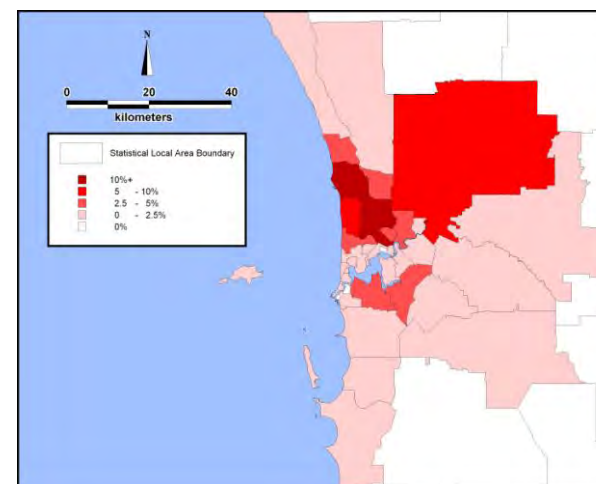 N
0 20 40
kilometers
Statistical Local Area Boundary
10%+
5 - 10%
2.5 - 5%
0 - 2.5%
0%